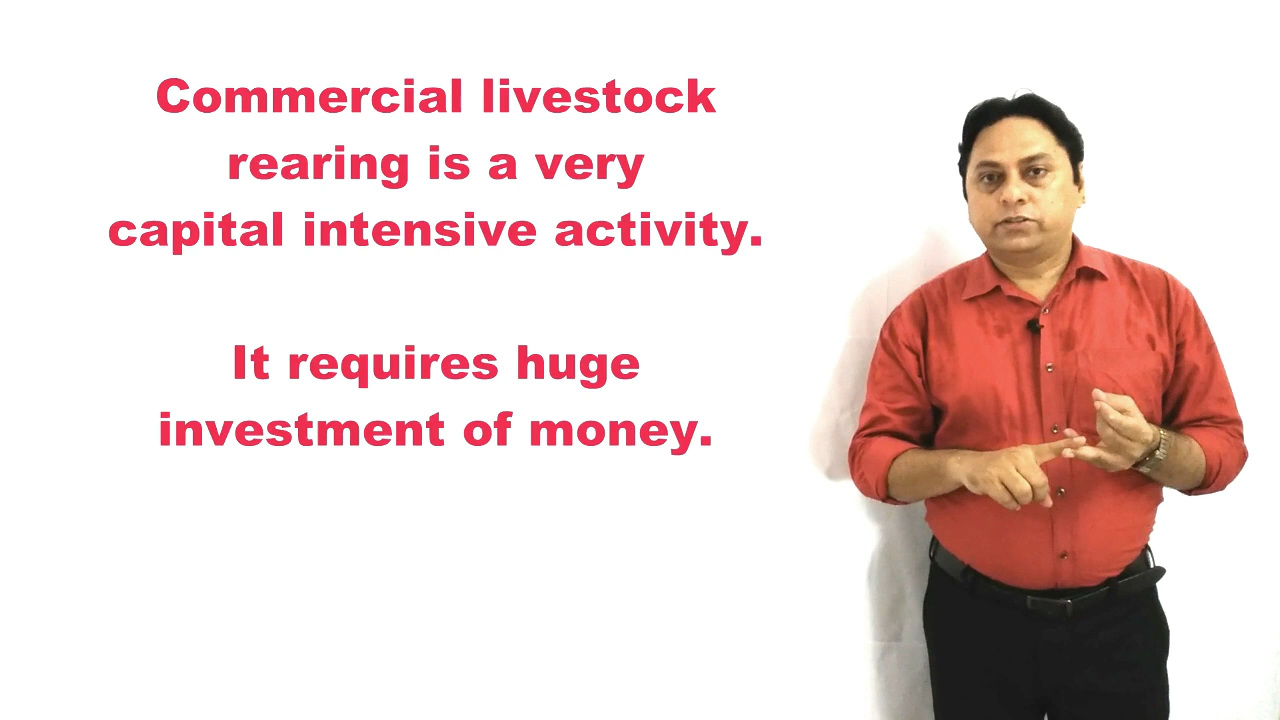 Commercial livestock
rearing is a very
capital intensive activity.
It requires huge
investment of money.